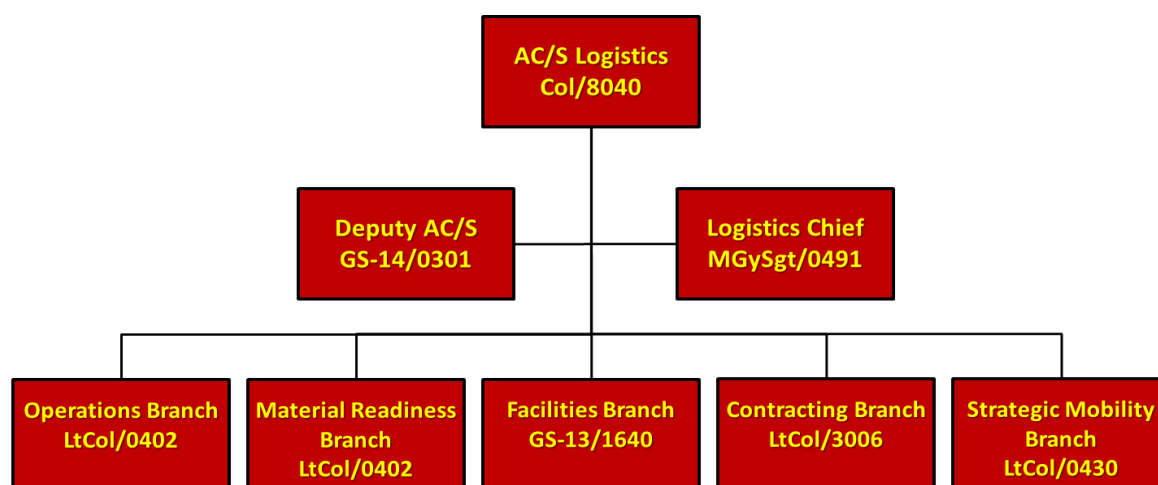 AC/S Logistics
Col/8040
Deputy AC/S
GS-14/0301
Logistics Chief
MGySgt/0491
Operations Branch
LtCol/0402
Material Readiness
Branch
LtCol/0402
Facilities Branch
GS-13/1640
Contracting Branch
LtCol/3006
Strategic Mobility
Branch
LtCol/0430